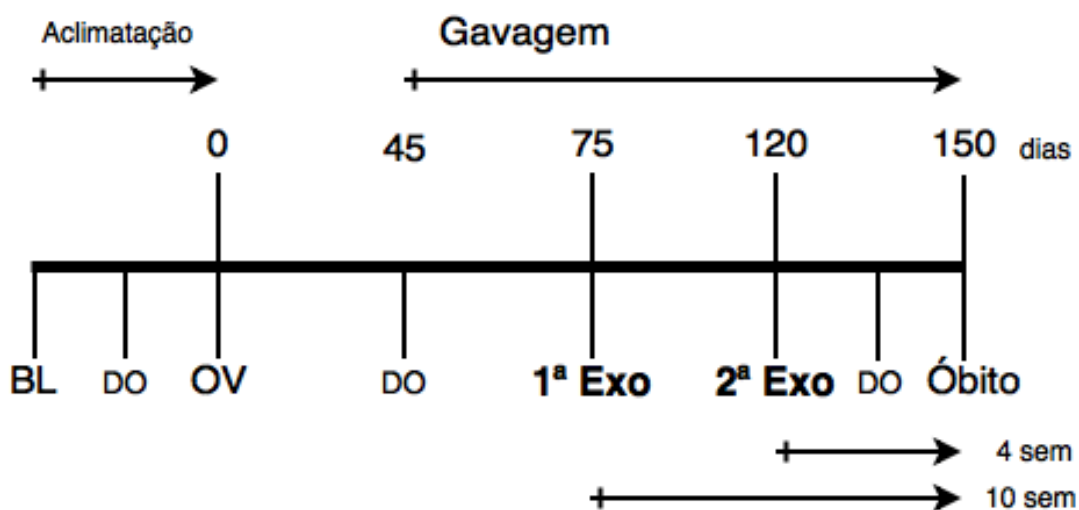 Aclimatação Gavagem
0 45 75 120 150 dias
BL DO OV DO 1ª Exo 2ª Exo DO Óbito
4 sem
10 sem